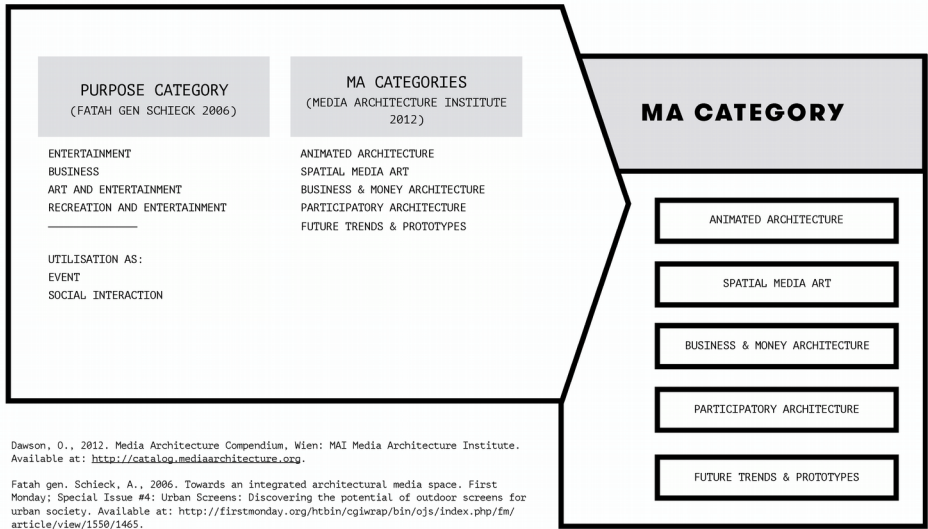 PURPOSE CATEGORY
(FATAH GEN SCHIECK 2006)
ENTERTAINMENT
BUSINESS
ART AND ENTERTAINMENT
RECREATION AND ENTERTAINMENT
UTILISATION AS:
EVENT
SOCIAL INTERACTION
MA CATEGORIES
(MEDIA ARCHITECTURE INSTITUTE
2012)
ANIMATED ARCHITECTURE
SPATIAL MEDIA ART
BUSINESS & MONEY ARCHITECTURE
PARTICIPATORY ARCHITECTURE
FUTURE TRENDS & PROTOTYPES
MA CATEGORY
ANIMATED ARCHITECTURE
SPATIAL MEDIA ART
BUSINESS & MONEY ARCHITECTURE
PARTICIPATORY ARCHITECTURE
FUTURE TRENDS & PROTOTYPES
Dawson, O., 2012. Media Architecture Compendium, Wien: MAI Media Architecture Institute.
Available at: http://catalog.mediaarchitecture.org.
Fatah gen. Schieck, A., 2006. Towards an integrated architectural media space. First
Monday; Special Issue #4: Urban Screens: Discovering the potential of outdoor screens for
urban society. Available at: http://firstmonday.org/htbin/cgiwrap/bin/ojs/index.php/fm/
article/view/1550/1465.